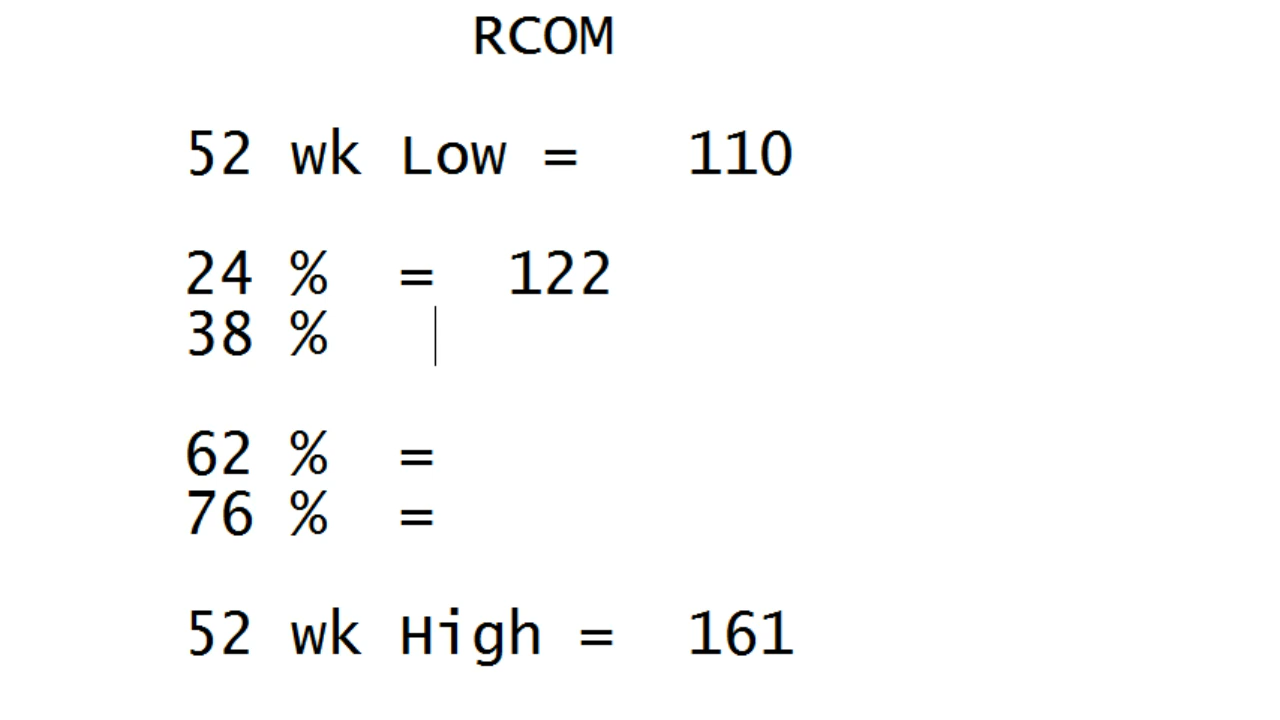 RCOM
52 wk Low = 110
24 % = 122
38 %
62 % =
76 % =
52 wk High = 161